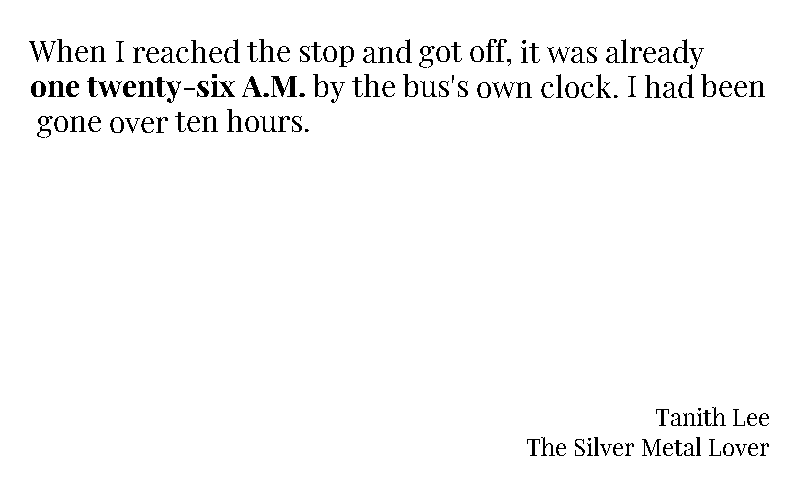 When I reached the stop and got off, it was already
one twenty-six A.M. by the bus's own clock. I had been
gone over ten hours.
Tanith Lee
The Silver Metal Lover